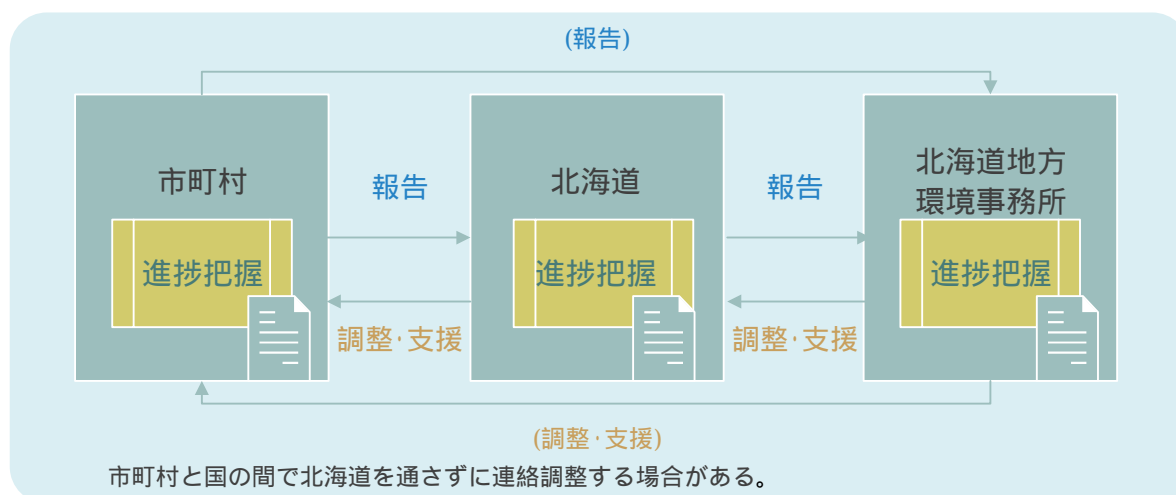 (報告)
市町村
報告
北海道
報告
北海道地方
環境事務所
進捗把握
進捗把握
進捗把握
調整・支援
調整・支援
(調整・支援)
市町村と国の間で北海道を通さずに連絡調整する場合がある。